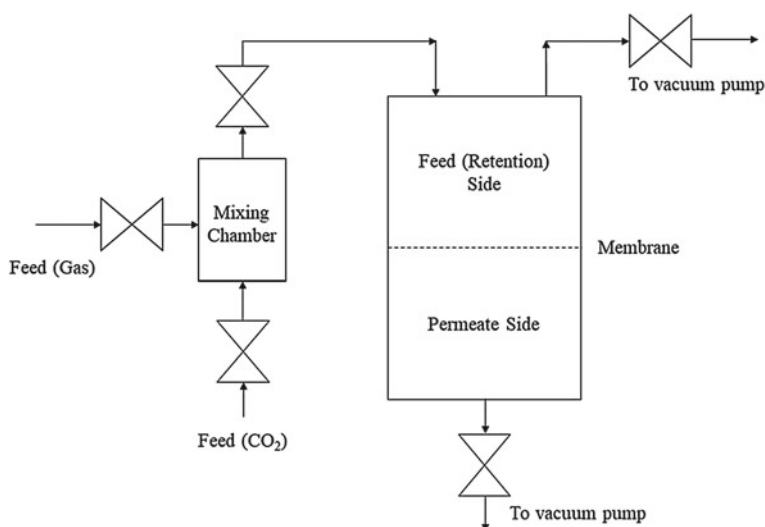 To vacuum pump
Feed (Retention)
Side
Mixing
Chamber
Membrane
Feed (Gas)
Permeate Side
Feed (CO₂)
To vacuum pump